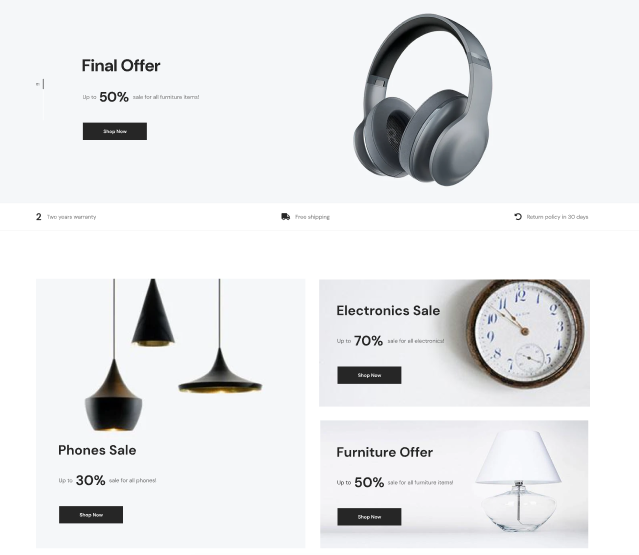 Final Offer
Up to 50% sale for all furniture items!
Shop Now
2 Two years warranty
Free shipping
Return policy in 30 days
Electronics Sale
Up to 70% sale for all electronics!
Shop Now
Phones Sale
Up to 30% sale for all phones!
Shop Now
Furniture Offer
Up to 50% sale for all furniture items!
Shop Now